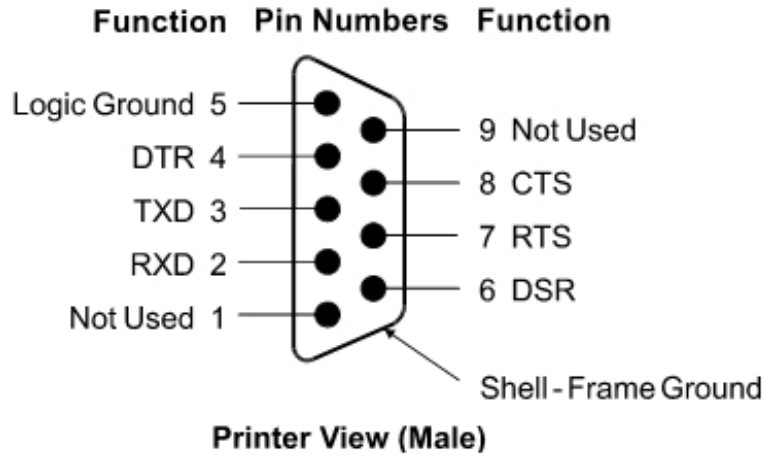 Function Pin Numbers Function
Logic Ground 5
9 Not Used
DTR 4
8 CTS
TXD 3
7 RTS
RXD 2
6 DSR
Not Used 1
Shell - Frame Ground
Printer View (Male)